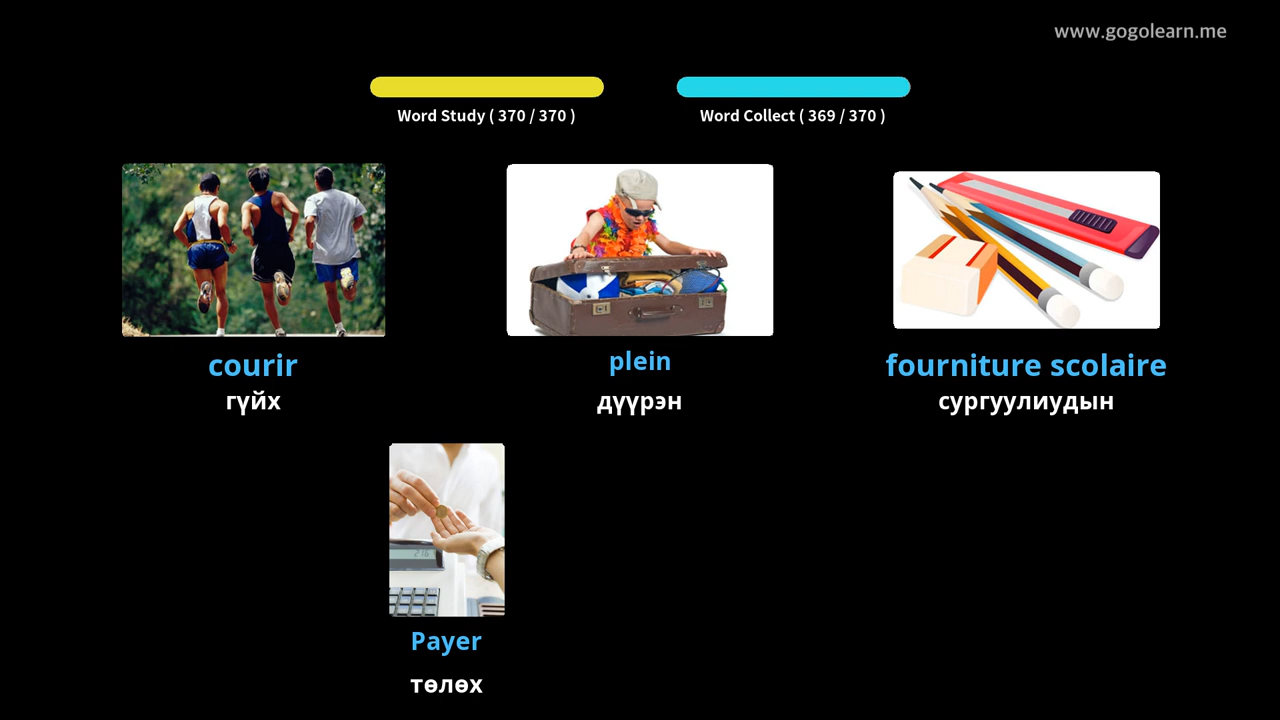 www.gogolearn.me
Word Study ( 370 / 370 )
Word Collect ( 369 / 370 )
courir
plein
fourniture scolaire
гүйх
дүүрэн
сургуулиудын
Payer
төлөх